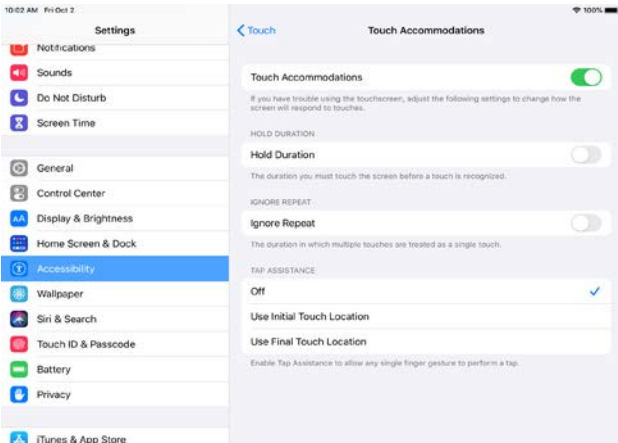 10:02 AM Fri Oct 2
100%
Settings
Notifications
Sounds
Do Not Disturb
Screen Time
General
Control Center
AA
Display & Brightness
Home Screen & Dock
Accessibility
Wallpaper
Siri & Search
Touch ID & Passcode
Battery
Privacy
iTunes & App Store
Touch
Touch Accommodations
Touch Accommodations
If you have trouble using the touchscreen, adjust the following settings to change how the
screen will respond to touches.
HOLD DURATION
Hold Duration
The duration you must touch the screen before a touch is recognized.
IGNORE REPEAT
Ignore Repeat
The duration in which multiple touches are treated as a single touch.
TAP ASSISTANCE
Off
Use Initial Touch Location
Use Final Touch Location
Enable Tap Assistance to allow any single finger gesture to perform a tap.